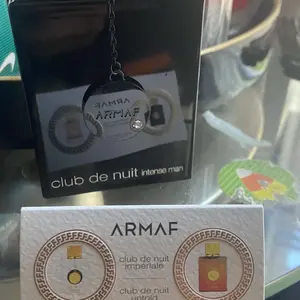 ARMAF
club de nuit intense man
ARMAF
club de nuit
imperiale
club de nuit
untold